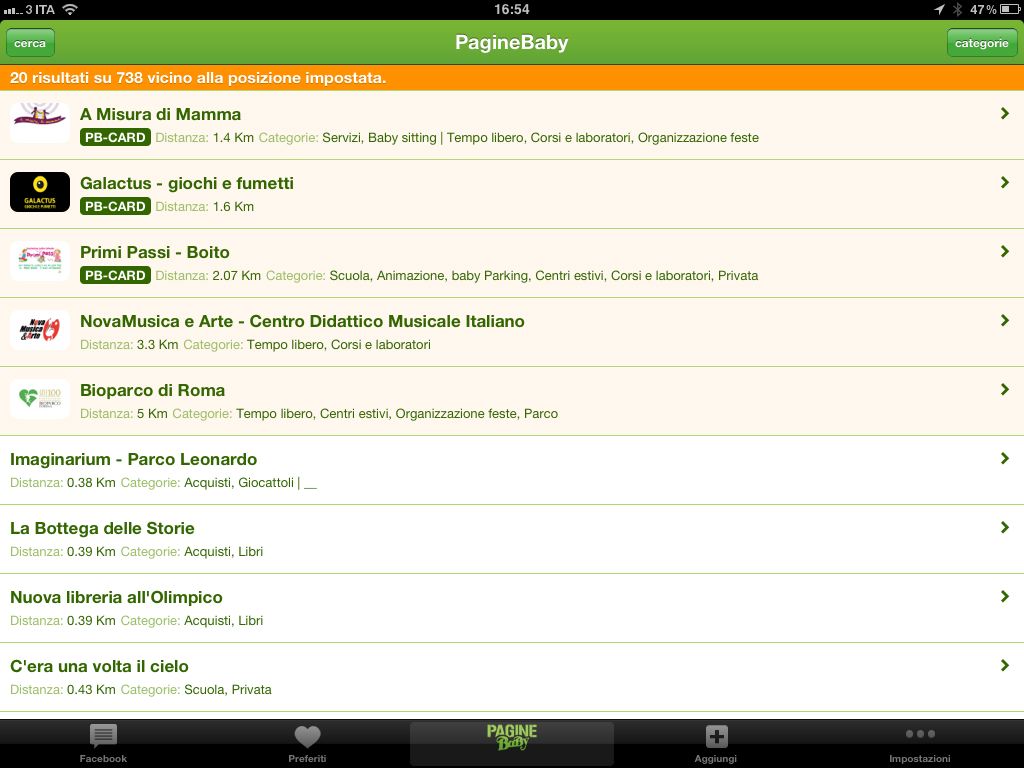 3 ITA 16:54 47%
cerca PagineBaby categorie
20 risultati su 738 vicino alla posizione impostata.
A Misura di Mamma
PB-CARD Distanza: 1.4 Km Categorie: Servizi, Baby sitting | Tempo libero, Corsi e laboratori, Organizzazione feste
GALACTUS
GIOCHI E FUMETTI
Galactus - giochi e fumetti
PB-CARD Distanza: 1.6 Km
Primi Passi - Boito
PB-CARD Distanza: 2.07 Km Categorie: Scuola, Animazione, baby Parking, Centri estivi, Corsi e laboratori, Privata
Nova
Musica
&Arte
NovaMusica e Arte - Centro Didattico Musicale Italiano
Distanza: 3.3 Km Categorie: Tempo libero, Corsi e laboratori
Bioparco di Roma
Distanza: 5 Km Categorie: Tempo libero, Centri estivi, Organizzazione feste, Parco
Imaginarium - Parco Leonardo
Distanza: 0.38 Km Categorie: Acquisti, Giocattoli | __
La Bottega delle Storie
Distanza: 0.39 Km Categorie: Acquisti, Libri
Nuova libreria all'Olimpico
Distanza: 0.39 Km Categorie: Acquisti, Libri
C'era una volta il cielo
Distanza: 0.43 Km Categorie: Scuola, Privata
PAGINE
BaBy
Facebook Preferiti Aggiungi Impostazioni